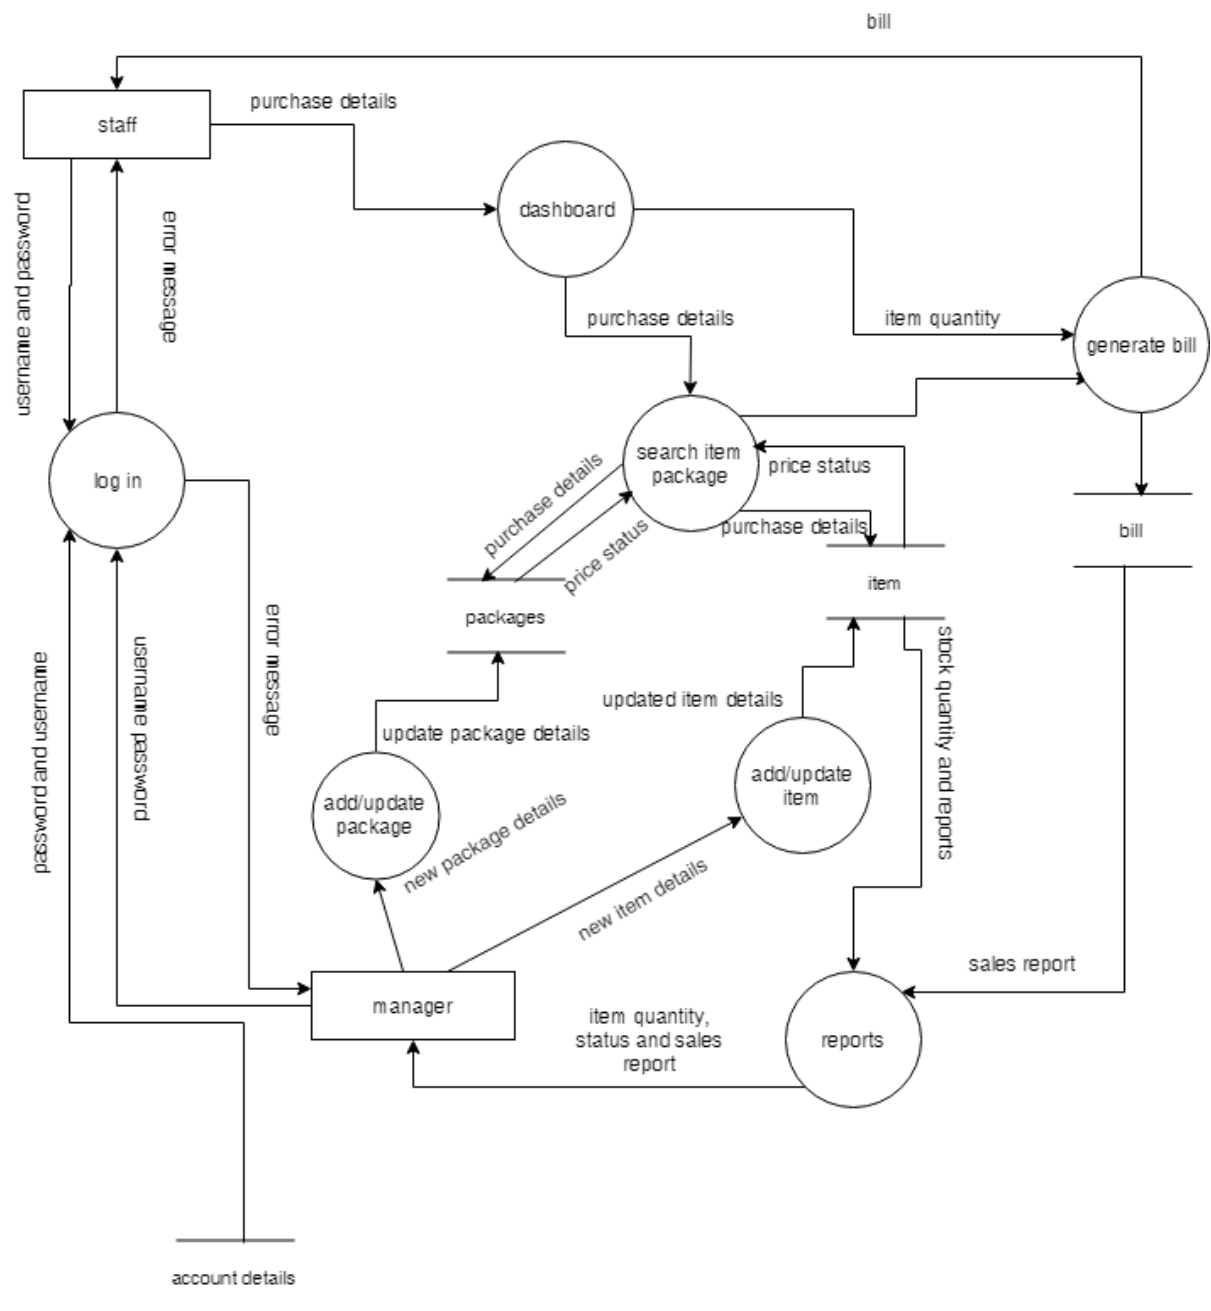 bill
purchase details
staff
username and password
error message
dashboard
purchase details
item quantity
generate bill
search item
package
price status
log in
purchase details
price status
purchase details
bill
item
packages
error message
username password
password and username
stock quantity and reports
updated item details
update package details
add/update
item
add/update
package
new package details
new item details
sales report
manager
item quantity,
status and sales
report
reports
account details